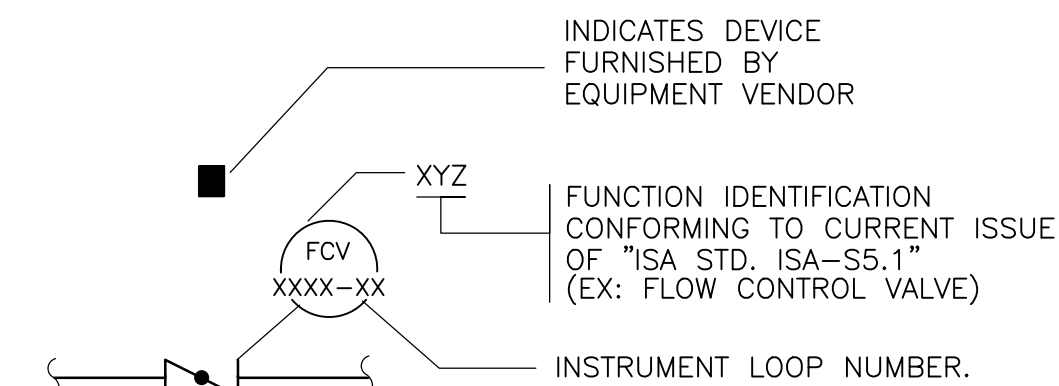 INDICATES DEVICE
FURNISHED BY
EQUIPMENT VENDOR
XYZ
FUNCTION IDENTIFICATION
CONFORMING TO CURRENT ISSUE
OF "ISA STD. ISA-S5.1"
(EX: FLOW CONTROL VALVE)
FCV
XXXX-XX
INSTRUMENT LOOP NUMBER.